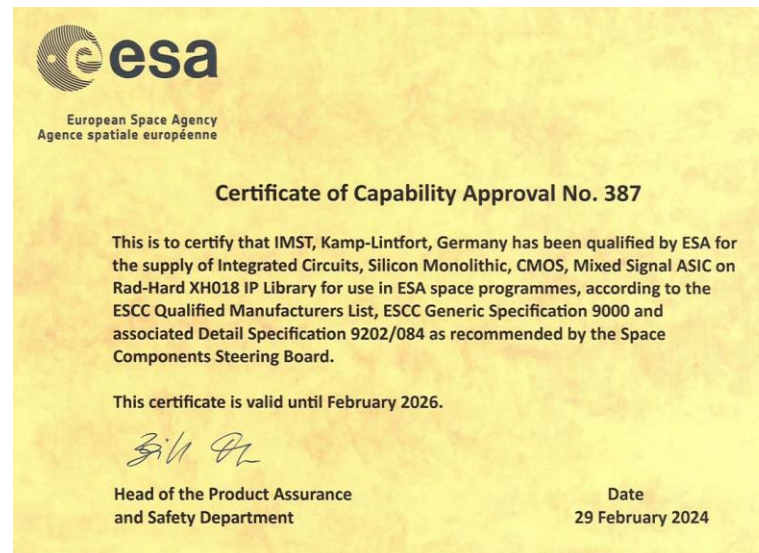 esa
European Space Agency
Agence spatiale européenne
Certificate of Capability Approval No. 387
This is to certify that IMST, Kamp-Lintfort, Germany has been qualified by ESA for
the supply of Integrated Circuits, Silicon Monolithic, CMOS, Mixed Signal ASIC on
Rad-Hard XH018 IP Library for use in ESA space programmes, according to the
ESCC Qualified Manufacturers List, ESCC Generic Specification 9000 and
associated Detail Specification 9202/084 as recommended by the Space
Components Steering Board.
This certificate is valid until February 2026.
Head of the Product Assurance
and Safety Department
Date
29 February 2024